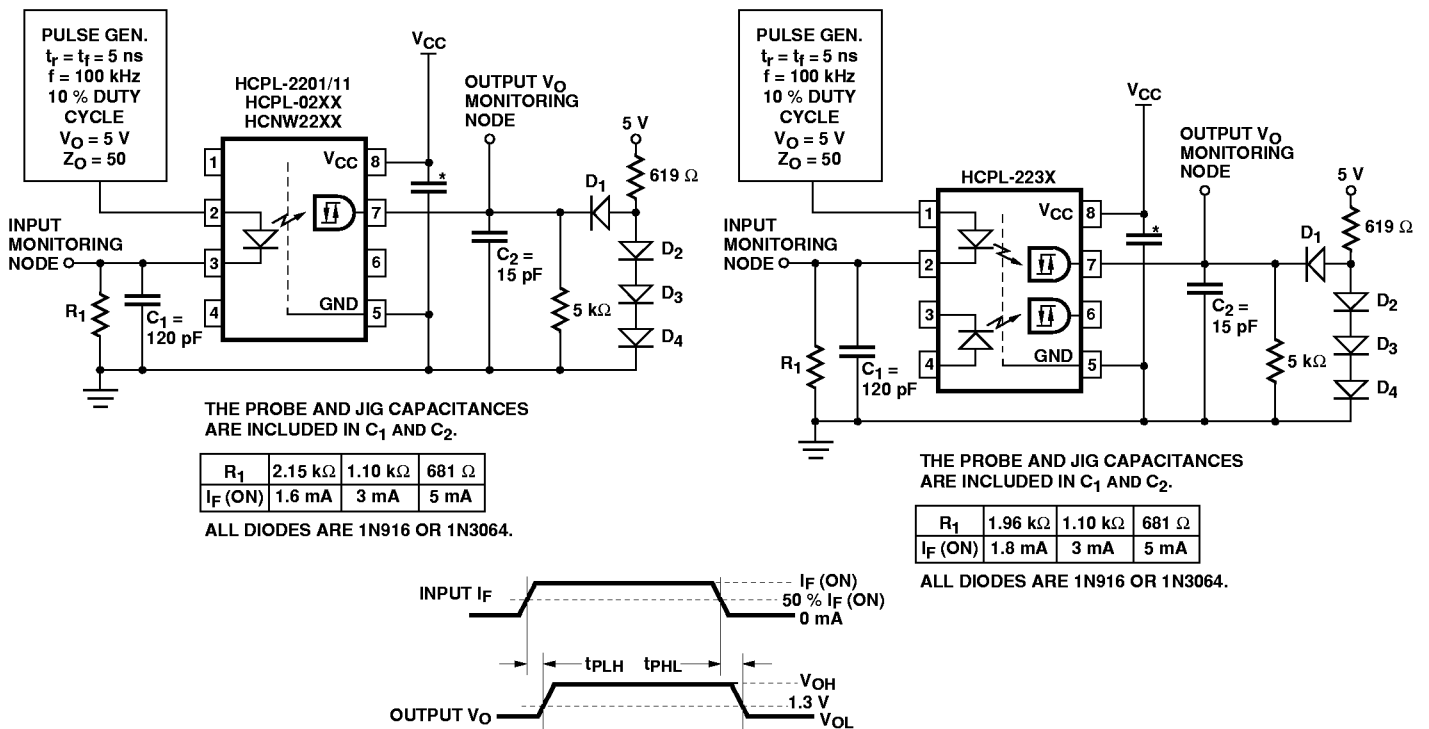 PULSE GEN.
tr = tf = 5 ns
f = 100 kHz
10 % DUTY
CYCLE
VO = 5 V
ZO = 50
HCPL-2201/11
HCPL-02XX
HCNW22XX
VCC
OUTPUT VO
MONITORING
NODE
5 V
619 Ω
D1
1
VCC
8
*
2
7
INPUT
MONITORING
NODE
3
6
C2 =
15 pF
D2
D3
4
GND
5
5 kΩ
D4
R1
C1 =
120 pF
THE PROBE AND JIG CAPACITANCES
ARE INCLUDED IN C1 AND C2.
R1 2.15 kΩ 1.10 kΩ 681 Ω
IF (ON) 1.6 mA 3 mA 5 mA
ALL DIODES ARE 1N916 OR 1N3064.
PULSE GEN.
tr = tf = 5 ns
f = 100 kHz
10 % DUTY
CYCLE
VO = 5 V
ZO = 50
HCPL-223X
VCC
OUTPUT VO
MONITORING
NODE
5 V
619 Ω
D1
1
VCC
8
*
INPUT
MONITORING
NODE
2
7
C2 =
15 pF
D2
3
6
D3
4
GND
5
5 kΩ
D4
R1
C1 =
120 pF
THE PROBE AND JIG CAPACITANCES
ARE INCLUDED IN C1 AND C2.
R1 1.96 kΩ 1.10 kΩ 681 Ω
IF (ON) 1.8 mA 3 mA 5 mA
ALL DIODES ARE 1N916 OR 1N3064.
INPUT IF
IF (ON)
50 % IF (ON)
0 mA
tPLH tPHL
OUTPUT VO
VOH
1.3 V
VOL